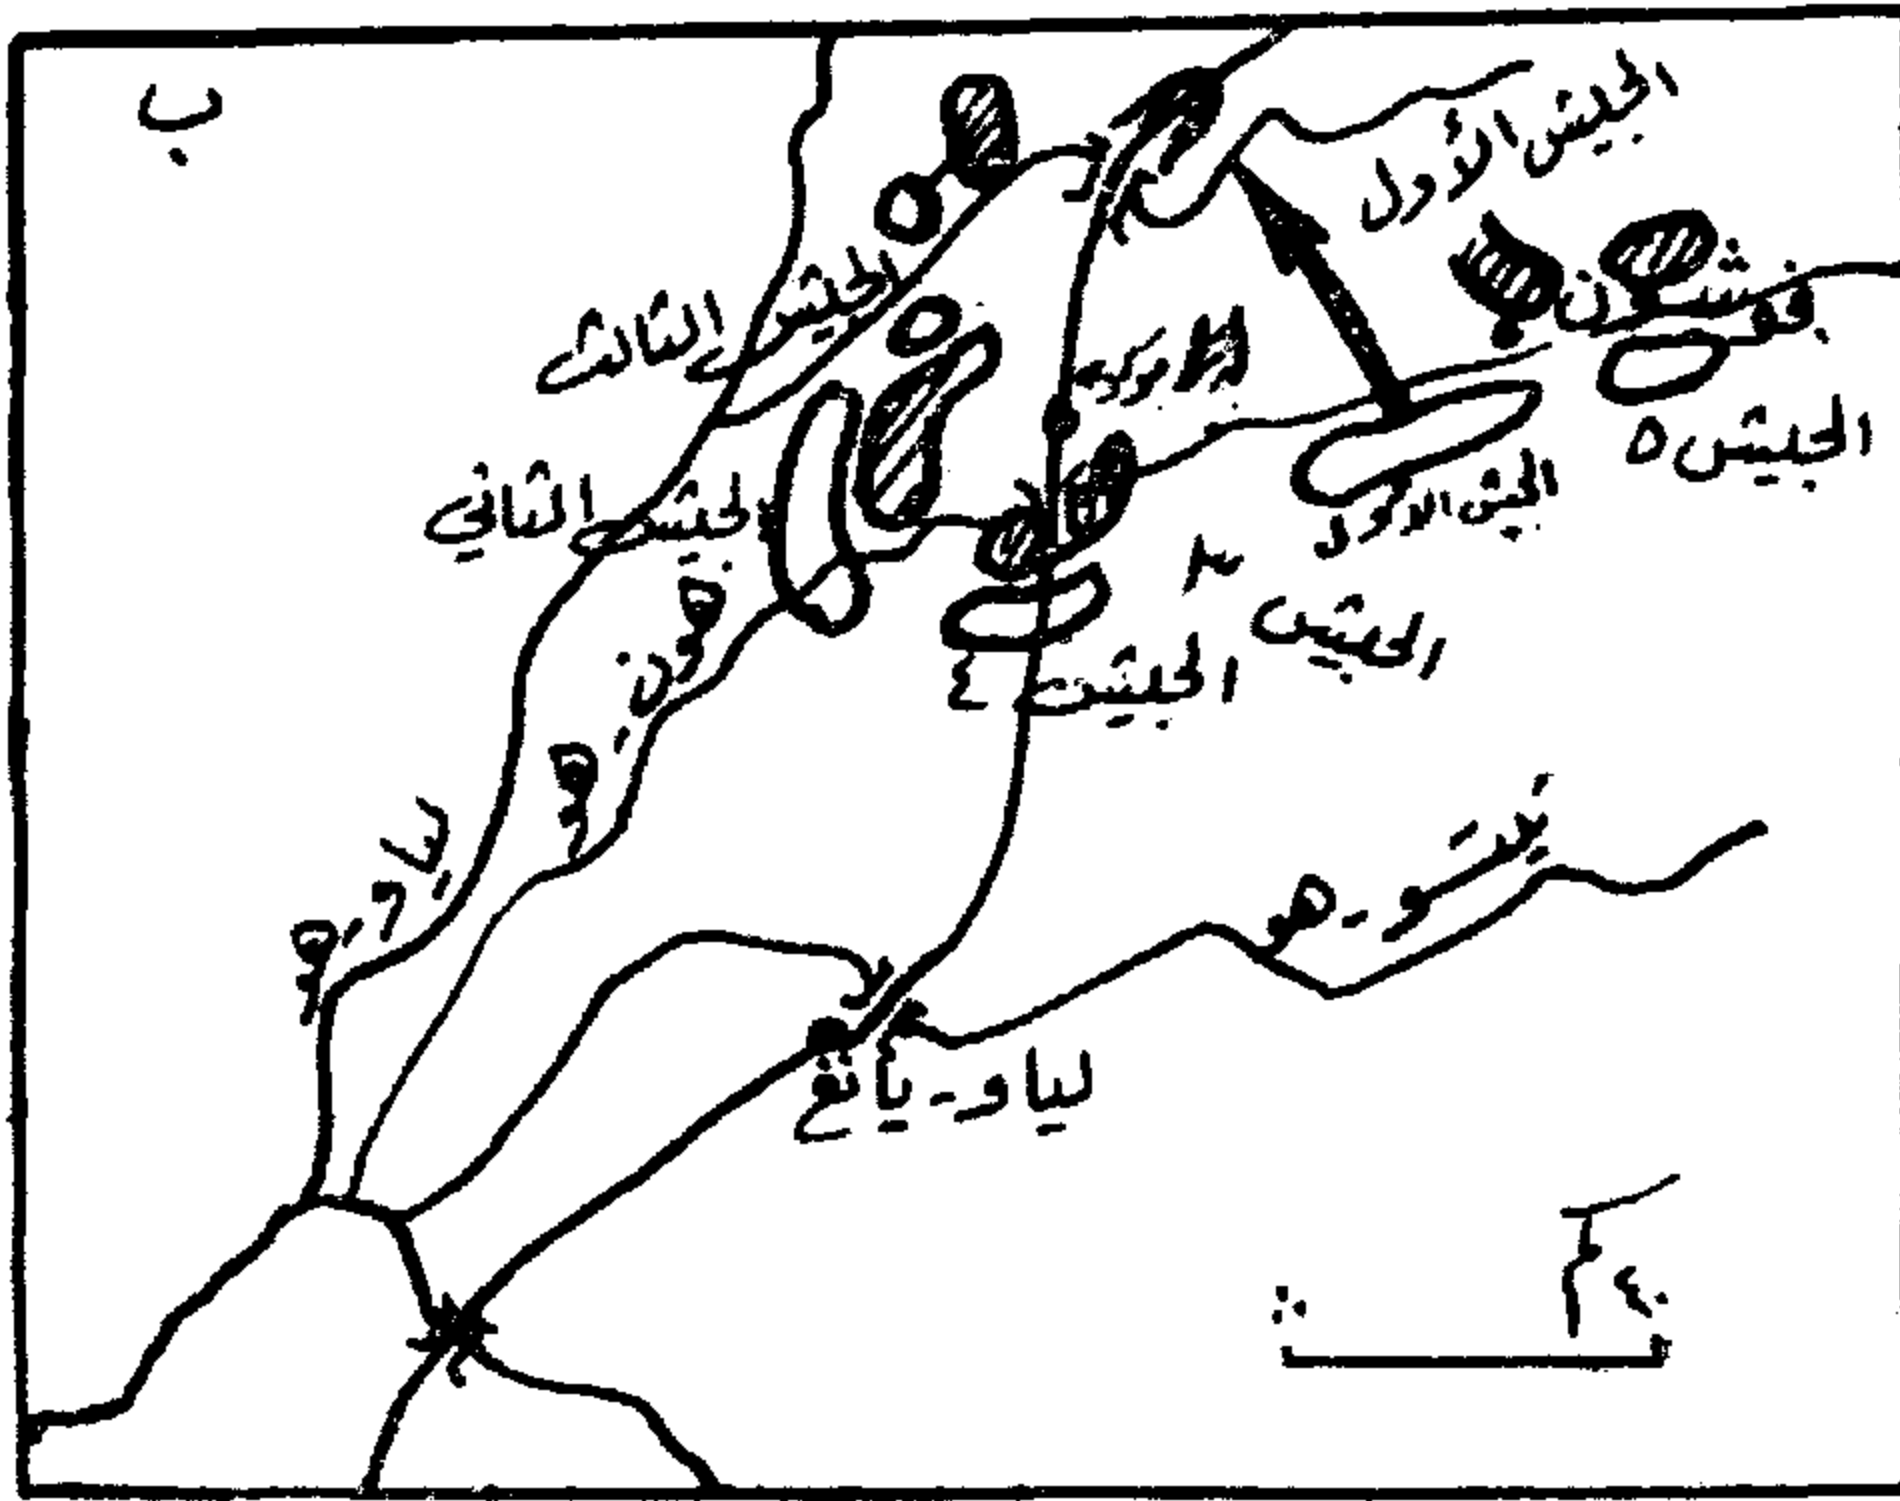 ب
الجيش الأول
فوشون
الجيش الثالث
الجيش ٥
الجيش الثاني
الجيش الأول
الجيش ٣
الجيش ٤
هون - هو
لياو - هو
تيتسو - هو
لياو - يانغ
٤٠ كم